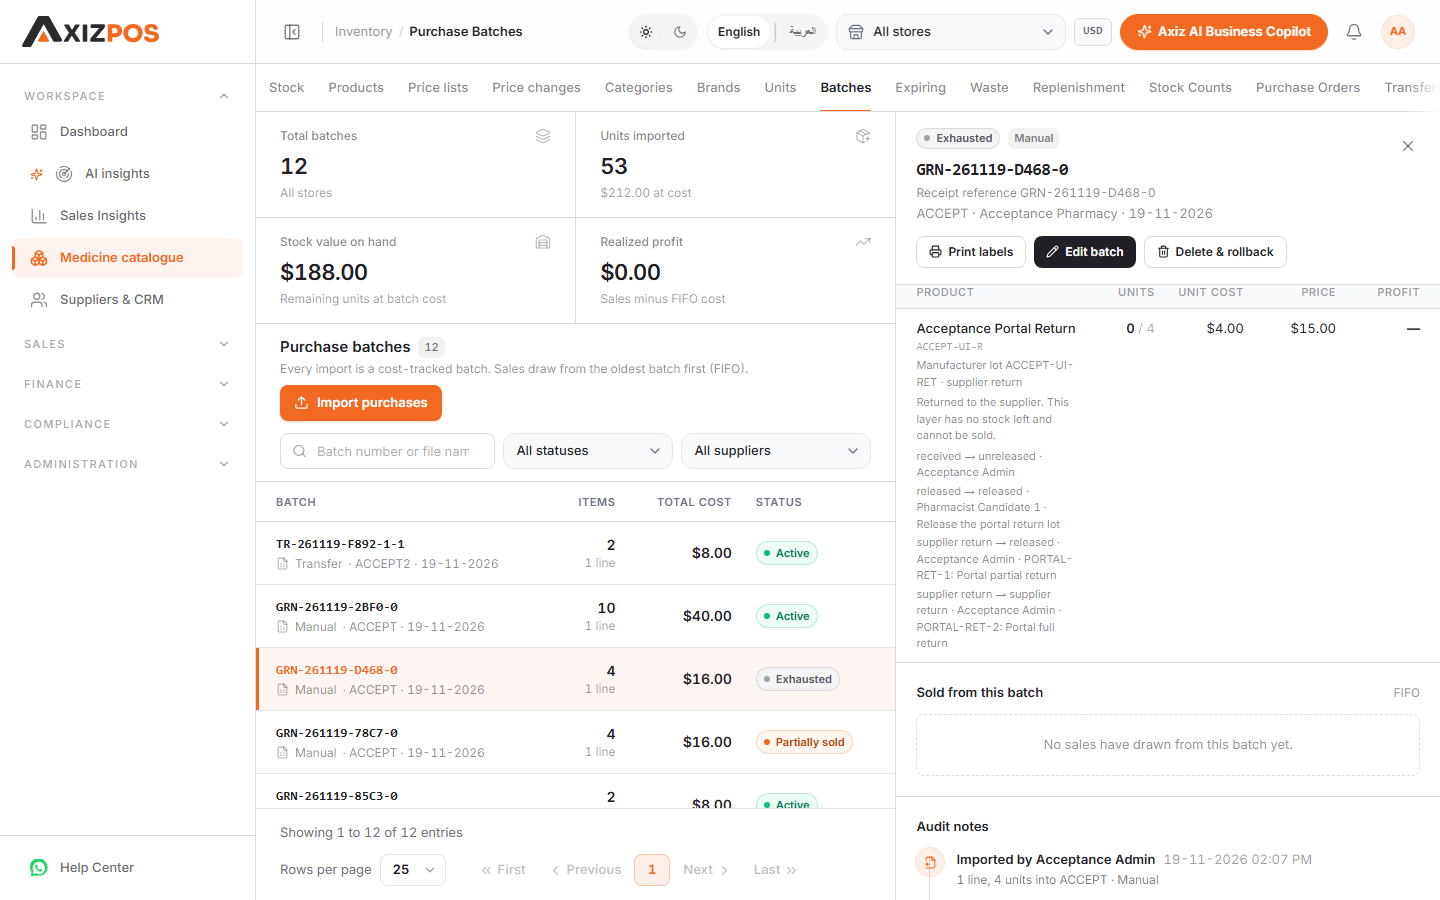 AXIZPOS
Inventory / Purchase Batches
English
العربية
All stores
USD
Axiz AI Business Copilot
AA
WORKSPACE
Dashboard
AI insights
Sales Insights
Medicine catalogue
Suppliers & CRM
SALES
FINANCE
COMPLIANCE
ADMINISTRATION
Help Center
Stock Products Price lists Price changes Categories Brands Units Batches Expiring Waste Replenishment Stock Counts Purchase Orders Transfer
Total batches
12
All stores
Units imported
53
$212.00 at cost
Stock value on hand
$188.00
Remaining units at batch cost
Realized profit
$0.00
Sales minus FIFO cost
Purchase batches 12
Every import is a cost-tracked batch. Sales draw from the oldest batch first (FIFO).
Import purchases
Batch number or file nam
All statuses
All suppliers
BATCH ITEMS TOTAL COST STATUS
TR-261119-F892-1-1 2 $8.00 Active
Transfer · ACCEPT2 · 19-11-2026 1 line
GRN-261119-2BF0-0 10 $40.00 Active
Manual · ACCEPT · 19-11-2026 1 line
GRN-261119-D468-0 4 $16.00 Exhausted
Manual · ACCEPT · 19-11-2026 1 line
GRN-261119-78C7-0 4 $16.00 Partially sold
Manual · ACCEPT · 19-11-2026 1 line
GRN-261119-85C3-0 2 $8.00 Active
Showing 1 to 12 of 12 entries
Rows per page 25 First Previous 1 Next Last
Exhausted Manual
GRN-261119-D468-0
Receipt reference GRN-261119-D468-0
ACCEPT · Acceptance Pharmacy · 19-11-2026
Print labels
Edit batch
Delete & rollback
PRODUCT UNITS UNIT COST PRICE PROFIT
Acceptance Portal Return 0 / 4 $4.00 $15.00 —
ACCEPT-UI-R
Manufacturer lot ACCEPT-UI-
RET · supplier return
Returned to the supplier. This
layer has no stock left and
cannot be sold.
received → unreleased ·
Acceptance Admin
released → released ·
Pharmacist Candidate 1 ·
Release the portal return lot
supplier return → released ·
Acceptance Admin · PORTAL-
RET-1: Portal partial return
supplier return → supplier
return · Acceptance Admin ·
PORTAL-RET-2: Portal full
return
Sold from this batch FIFO
No sales have drawn from this batch yet.
Audit notes
Imported by Acceptance Admin 19-11-2026 02:07 PM
1 line, 4 units into ACCEPT · Manual